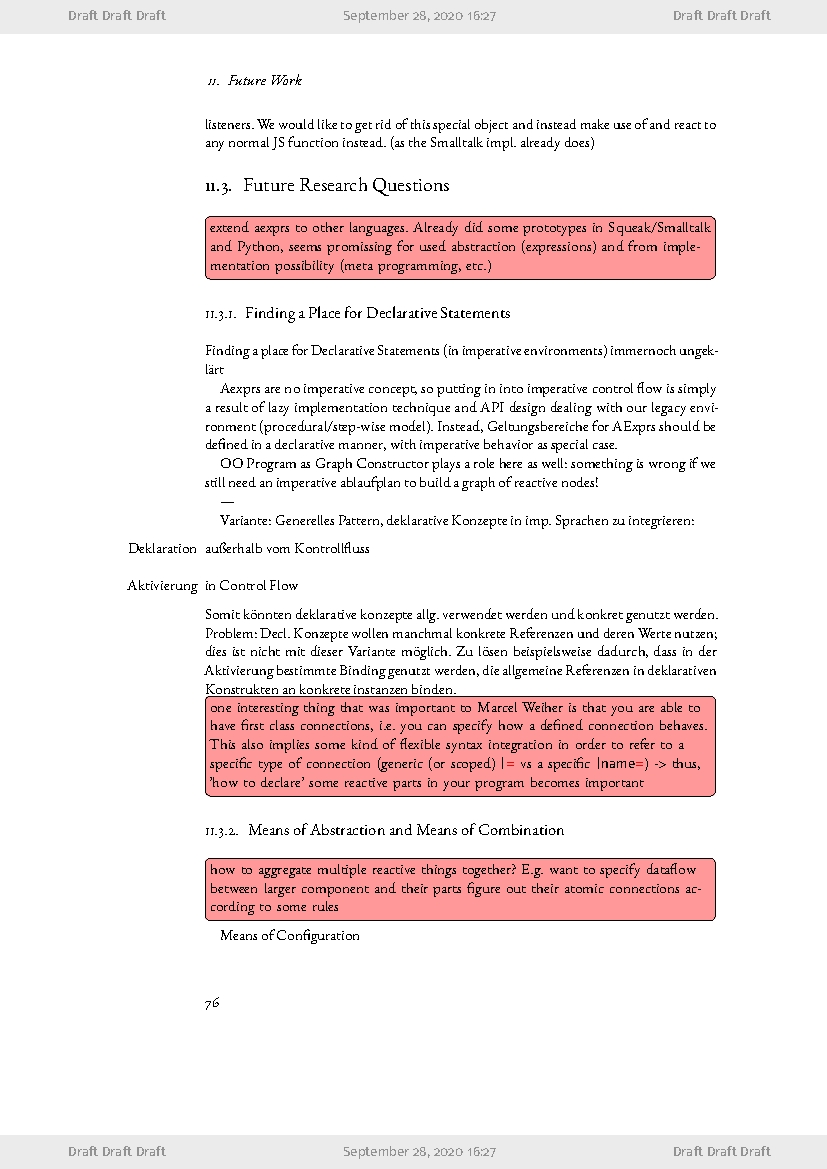 Draft Draft Draft September 28, 2020 16:27 Draft Draft Draft
11. Future Work
listeners. We would like to get rid of this special object and instead make use of and react to
any normal JS function instead. (as the Smalltalk impl. already does)
11.3. Future Research Questions
extend aexprs to other languages. Already did some prototypes in Squeak/Smalltalk
and Python, seems promissing for used abstraction (expressions) and from imple-
mentation possibility (meta programming, etc.)
11.3.1. Finding a Place for Declarative Statements
Finding a place for Declarative Statements (in imperative environments) immernoch ungek-
lärt
Aexprs are no imperative concept, so putting in into imperative control flow is simply
a result of lazy implementation technique and API design dealing with our legacy envi-
ronment (procedural/step-wise model). Instead, Geltungsbereiche for AExprs should be
defined in a declarative manner, with imperative behavior as special case.
OO Program as Graph Constructor plays a role here as well: something is wrong if we
still need an imperative ablaufplan to build a graph of reactive nodes!
—
Variante: Generelles Pattern, deklarative Konzepte in imp. Sprachen zu integrieren:
Deklaration außerhalb vom Kontrollfluss
Aktivierung in Control Flow
Somit könnten deklarative konzepte allg. verwendet werden und konkret genutzt werden.
Problem: Decl. Konzepte wollen manchmal konkrete Referenzen und deren Werte nutzen;
dies ist nicht mit dieser Variante möglich. Zu lösen beispielsweise dadurch, dass in der
Aktivierung bestimmte Binding genutzt werden, die allgemeine Referenzen in deklarativen
Konstrukten an konkrete instanzen binden.
one interesting thing that was important to Marcel Weiher is that you are able to
have first class connections, i.e. you can specify how a defined connection behaves.
This also implies some kind of flexible syntax integration in order to refer to a
specific type of connection (generic (or scoped) |= vs a specific |name=) -> thus,
'how to declare' some reactive parts in your program becomes important
11.3.2. Means of Abstraction and Means of Combination
how to aggregate multiple reactive things together? E.g. want to specify dataflow
between larger component and their parts figure out their atomic connections ac-
cording to some rules
Means of Configuration
76
Draft Draft Draft September 28, 2020 16:27 Draft Draft Draft